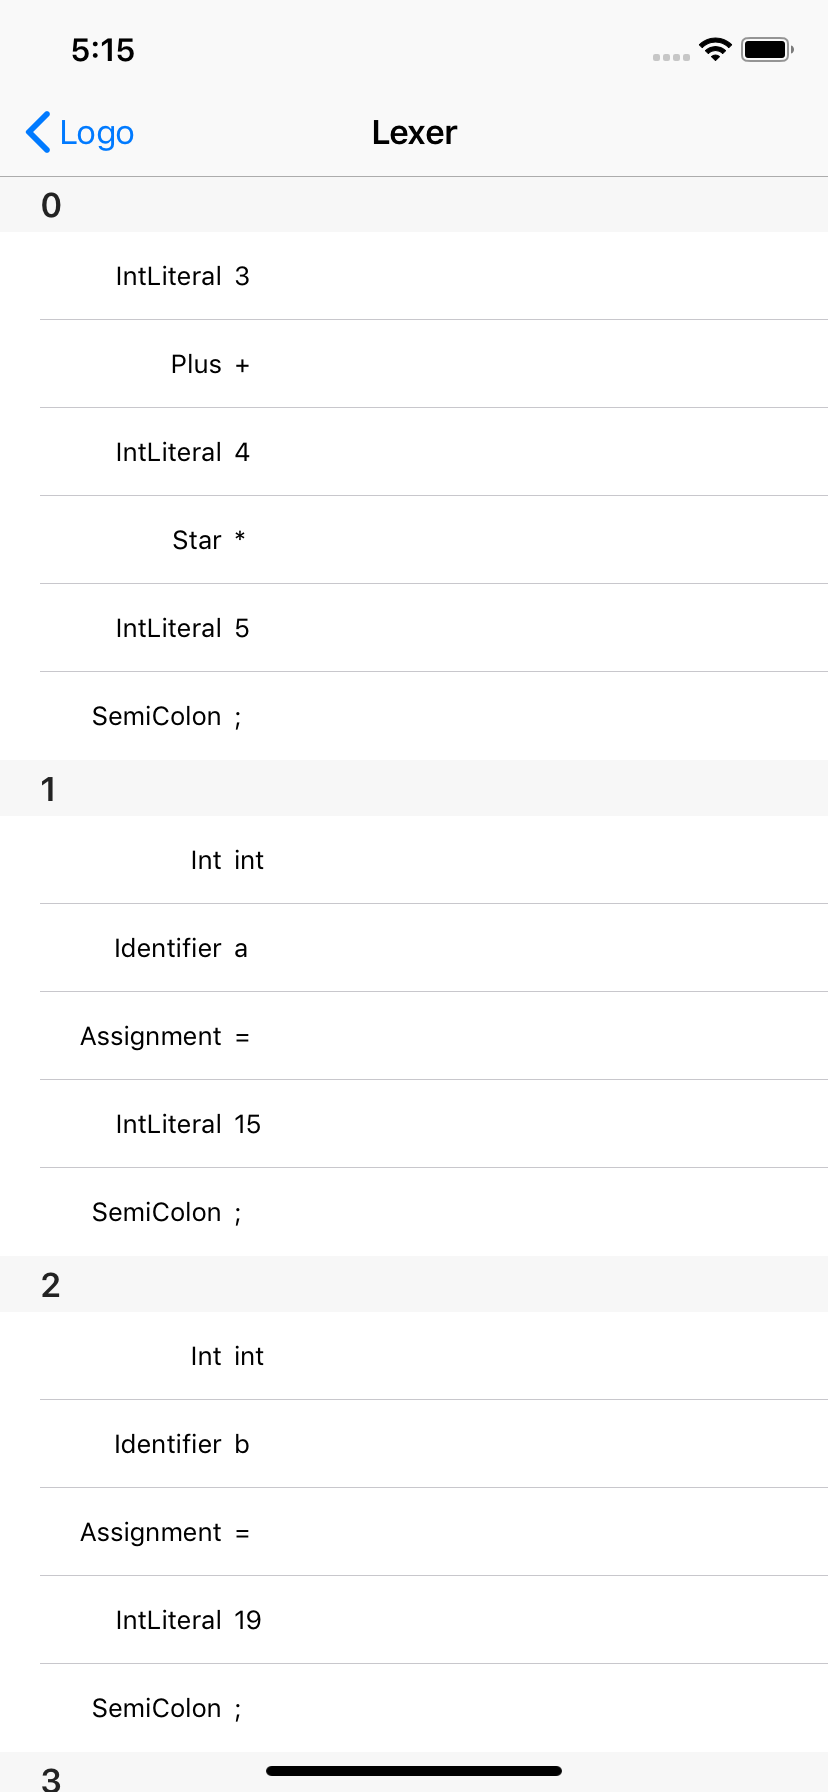 5:15
Logo
Lexer
0
IntLiteral 3
Plus +
IntLiteral 4
Star *
IntLiteral 5
SemiColon ;
1
Int int
Identifier a
Assignment =
IntLiteral 15
SemiColon ;
2
Int int
Identifier b
Assignment =
IntLiteral 19
SemiColon ;
3